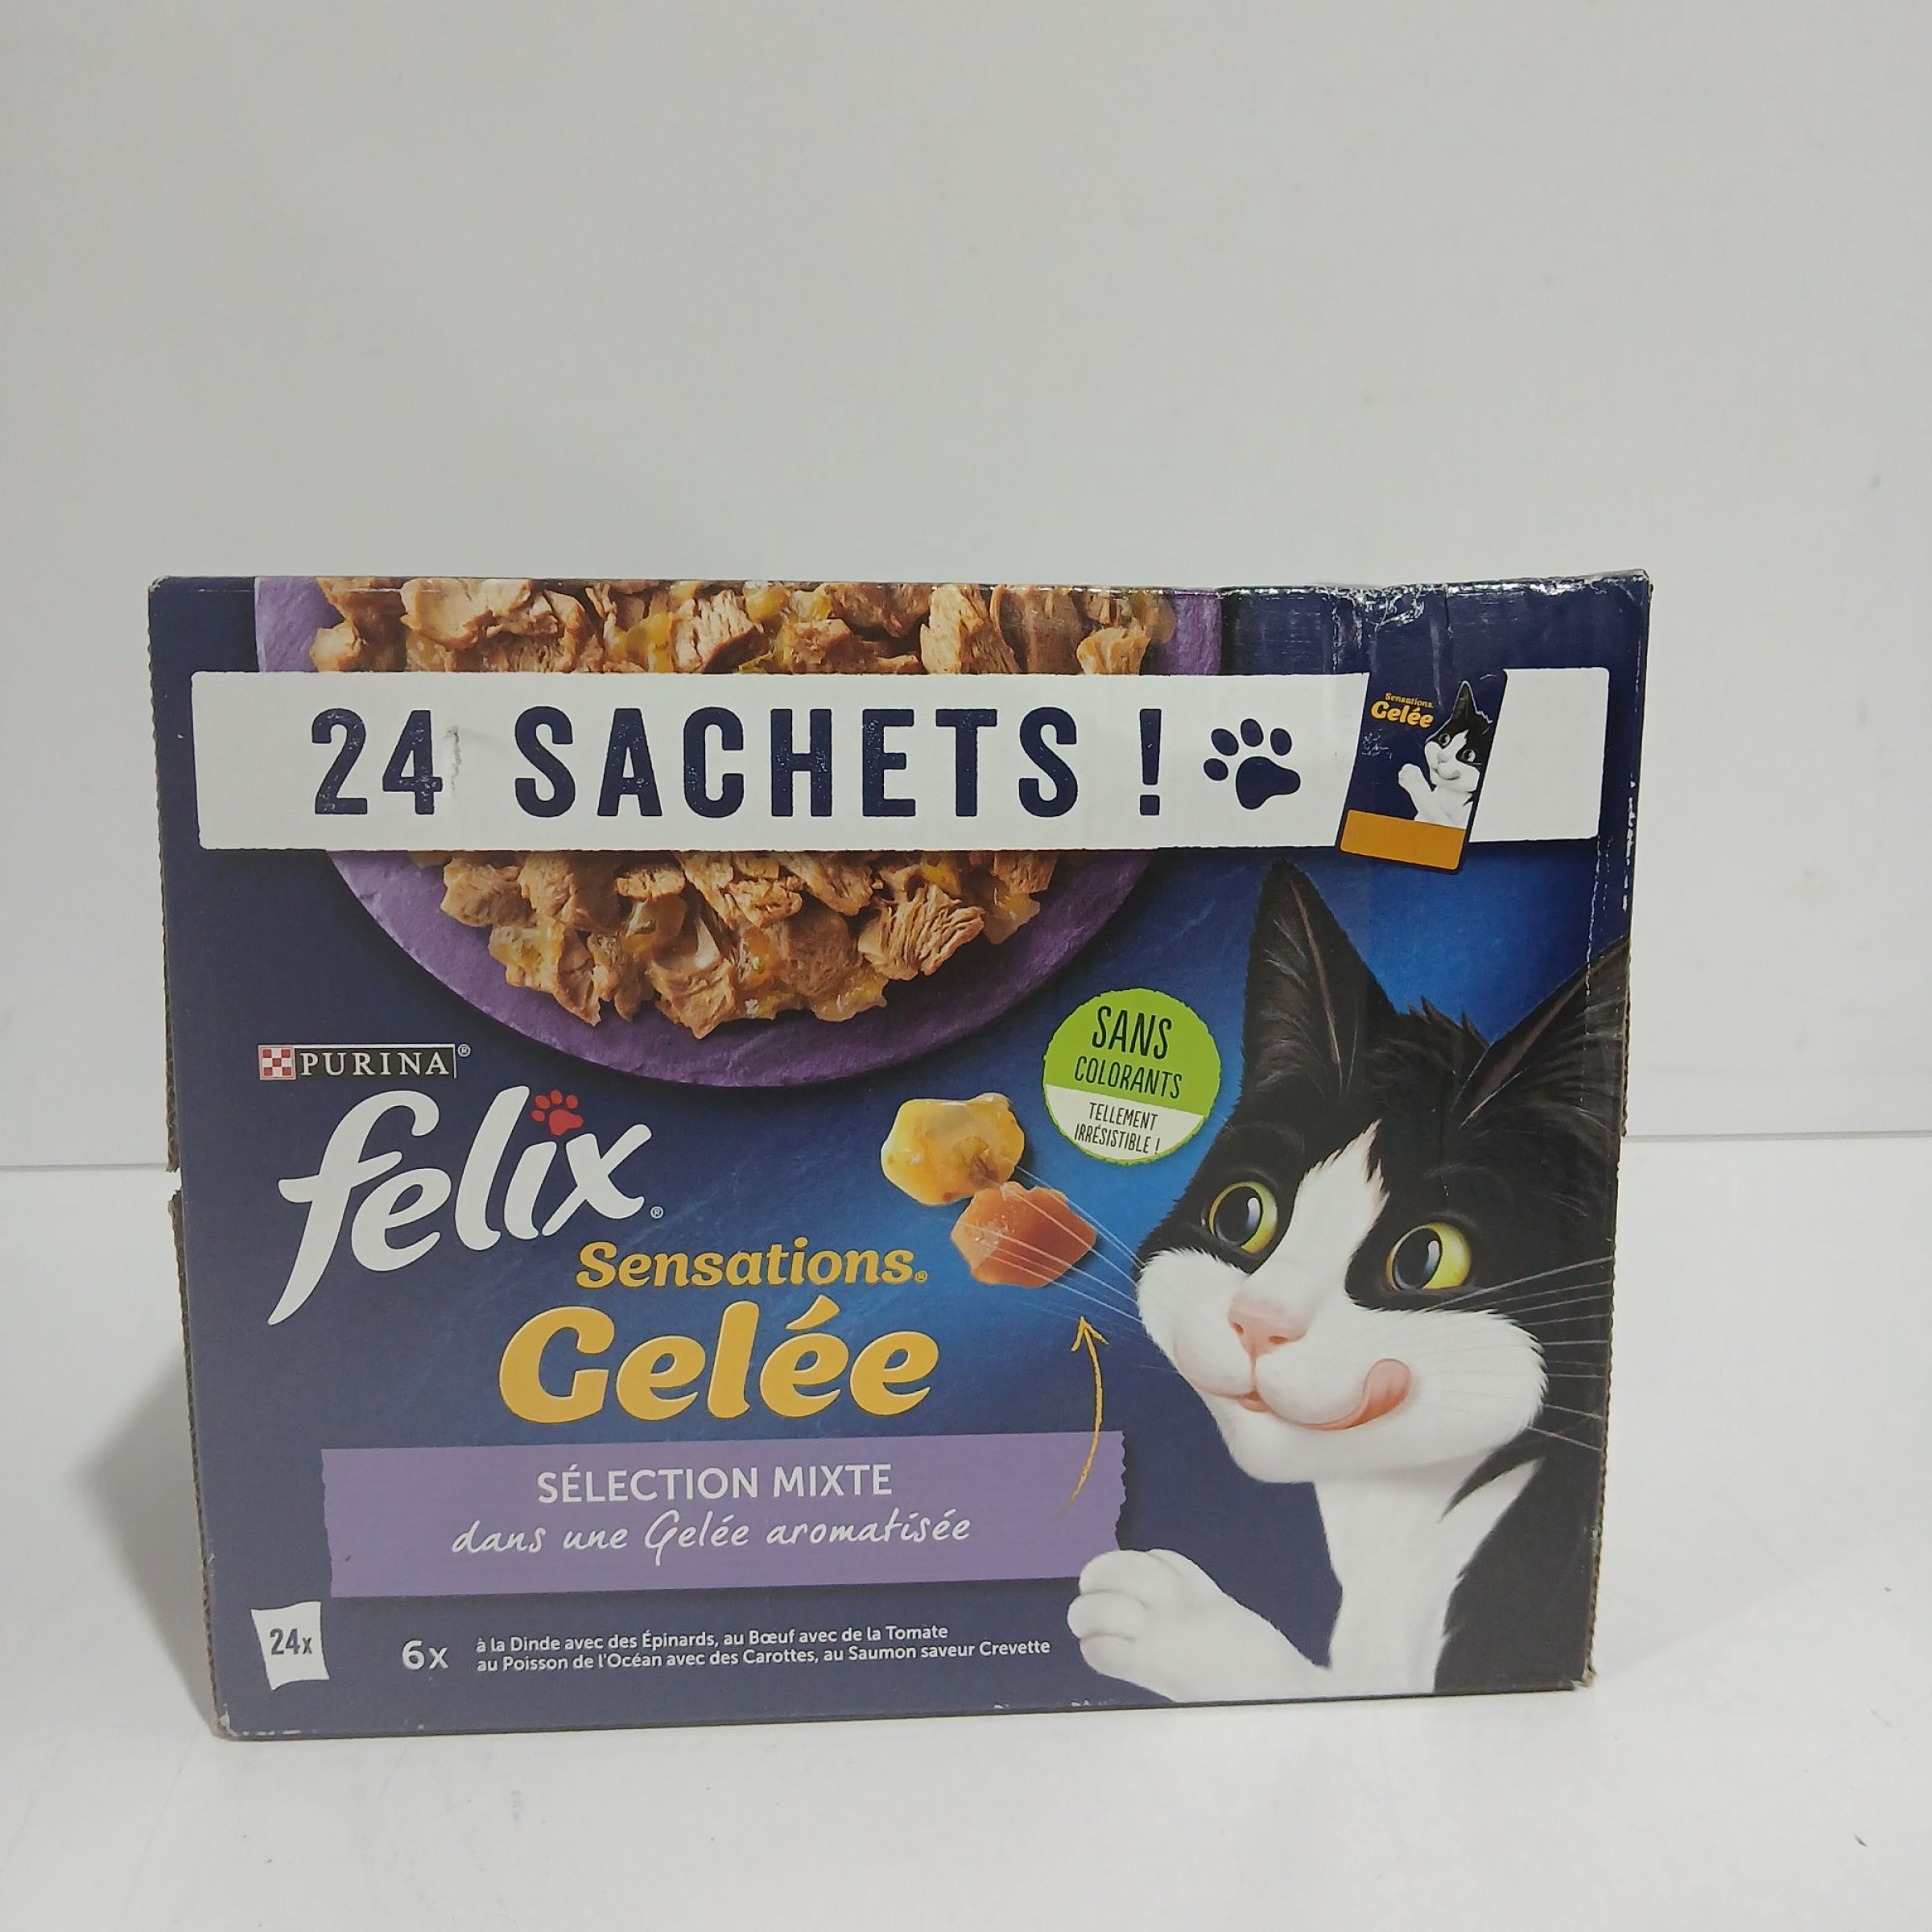 24 SACHETS !
Sensations.
Gelée
SANS
COLORANTS
TELLEMENT
IRRÉSISTIBLE !
PURINA®
felix®
Sensations®
Gelée
SÉLECTION MIXTE
dans une Gelée aromatisée
24x
6x
à la Dinde avec des Épinards, au Bœuf avec de la Tomate
au Poisson de l'Océan avec des Carottes, au Saumon saveur Crevette